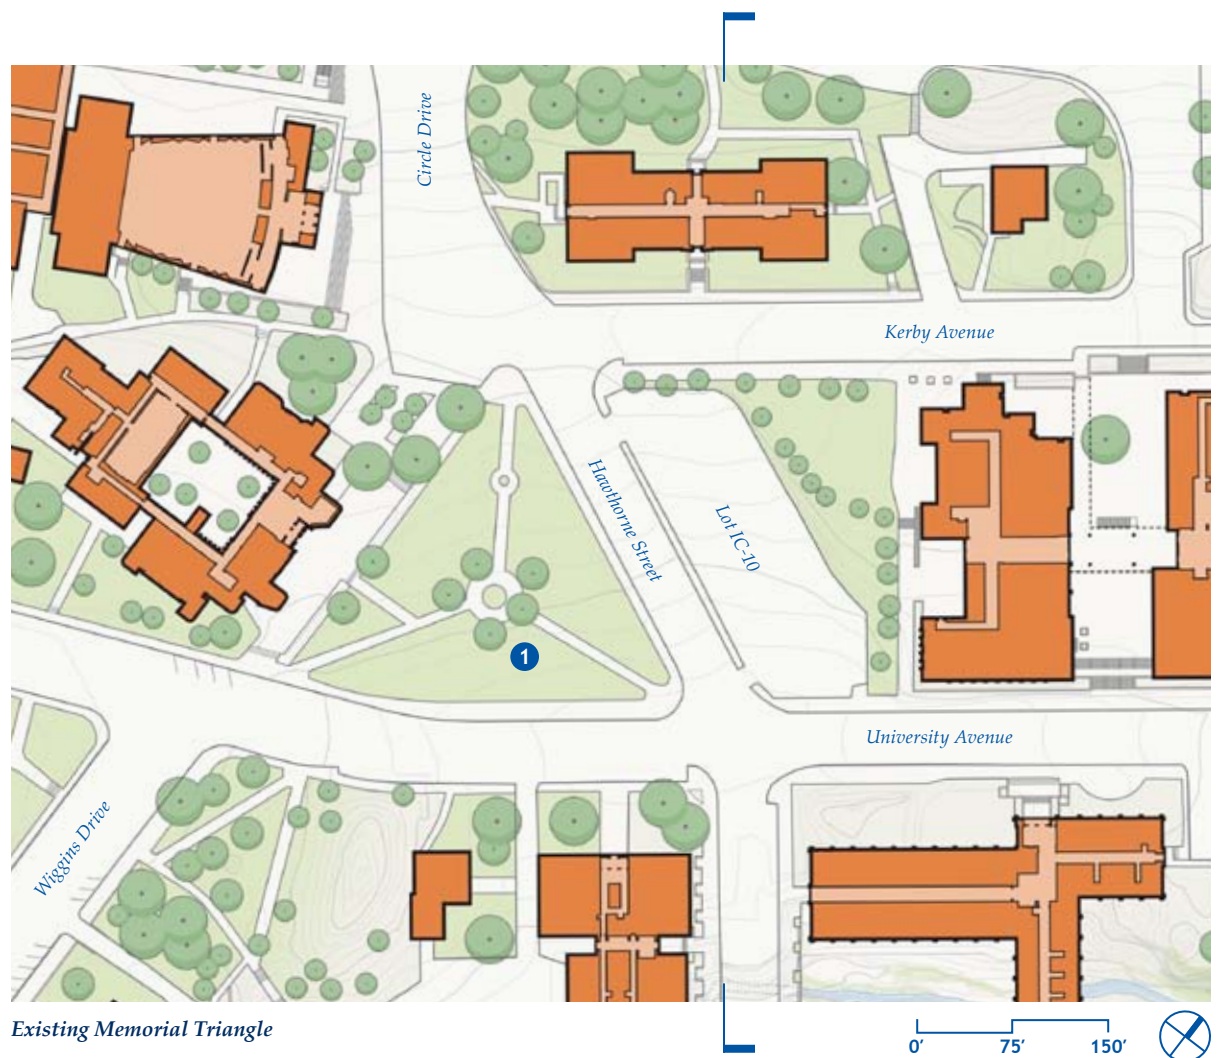 Circle Drive
Kerby Avenue
Hawthorne Street
Lot IC-10
1
University Avenue
Wiggins Drive
Existing Memorial Triangle
0' 75' 150'